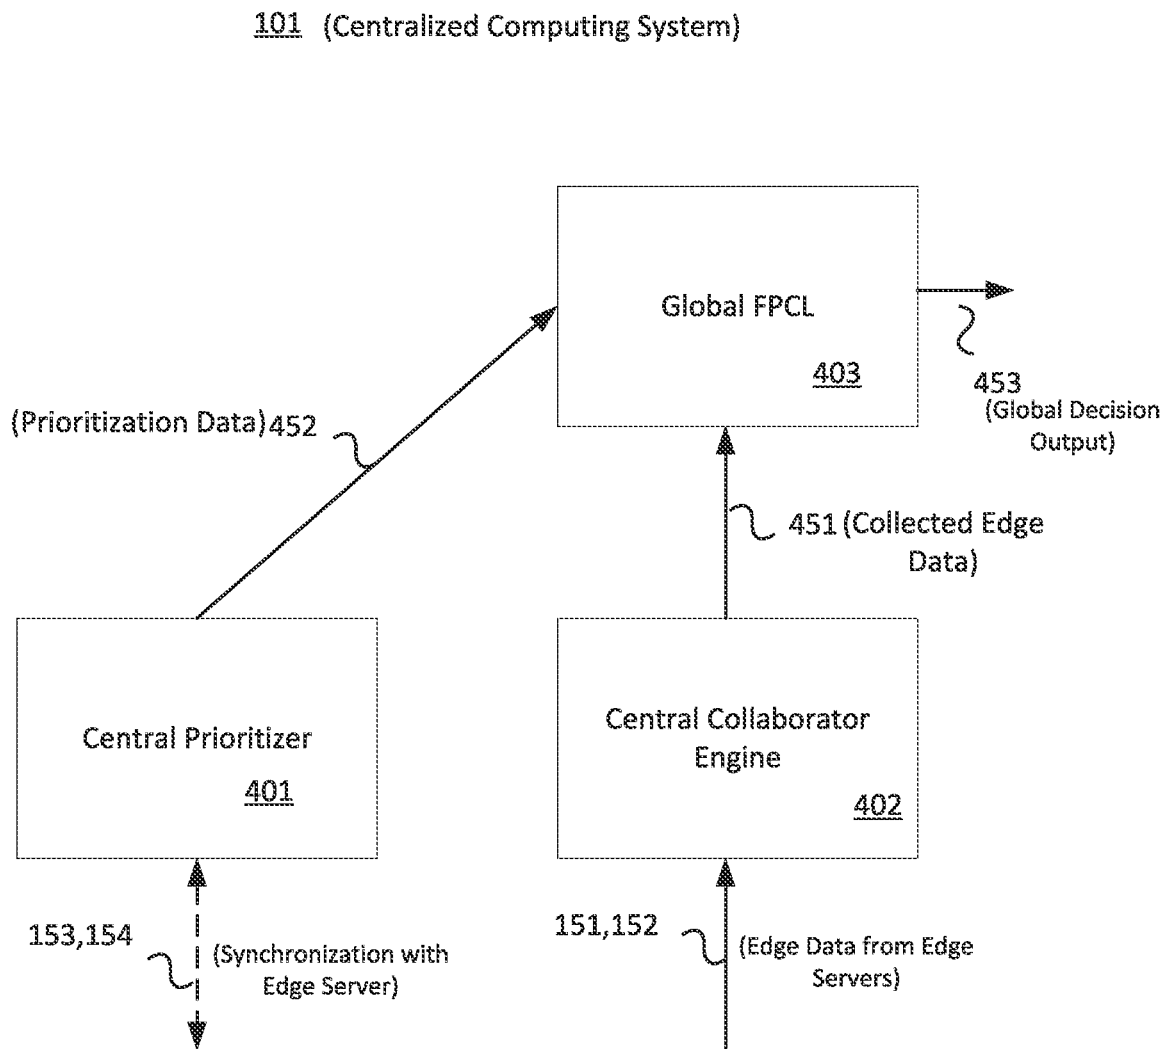 101 (Centralized Computing System)
Global FPCL
403
453
(Global Decision
Output)
(Prioritization Data) 452
451 (Collected Edge
Data)
Central Prioritizer
401
Central Collaborator
Engine
402
153,154
(Synchronization with
Edge Server)
151,152
(Edge Data from Edge
Servers)